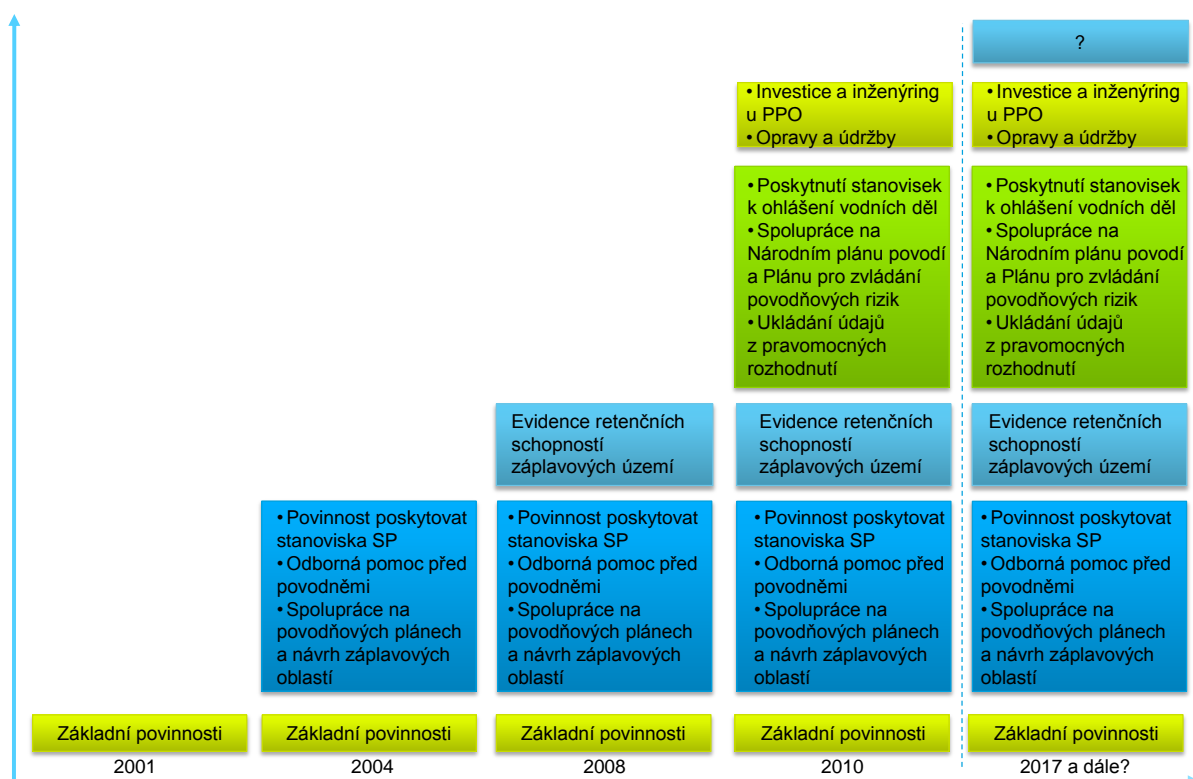 ?
• Investice a inženýring
u PPO
• Opravy a údržby
• Investice a inženýring
u PPO
• Opravy a údržby
• Poskytnutí stanovisek
k ohlášení vodních děl
• Spolupráce na
Národním plánu povodí
a Plánu pro zvládání
povodňových rizik
• Ukládání údajů
z pravomocných
rozhodnutí
• Poskytnutí stanovisek
k ohlášení vodních děl
• Spolupráce na
Národním plánu povodí
a Plánu pro zvládání
povodňových rizik
• Ukládání údajů
z pravomocných
rozhodnutí
Evidence retenčních
schopností
záplavových území
Evidence retenčních
schopností
záplavových území
Evidence retenčních
schopností
záplavových území
• Povinnost poskytovat
stanoviska SP
• Odborná pomoc před
povodněmi
• Spolupráce na
povodňových plánech
a návrh záplavových
oblastí
• Povinnost poskytovat
stanoviska SP
• Odborná pomoc před
povodněmi
• Spolupráce na
povodňových plánech
a návrh záplavových
oblastí
• Povinnost poskytovat
stanoviska SP
• Odborná pomoc před
povodněmi
• Spolupráce na
povodňových plánech
a návrh záplavových
oblastí
• Povinnost poskytovat
stanoviska SP
• Odborná pomoc před
povodněmi
• Spolupráce na
povodňových plánech
a návrh záplavových
oblastí
Základní povinnosti
Základní povinnosti
Základní povinnosti
Základní povinnosti
Základní povinnosti
2001
2004
2008
2010
2017 a dále?